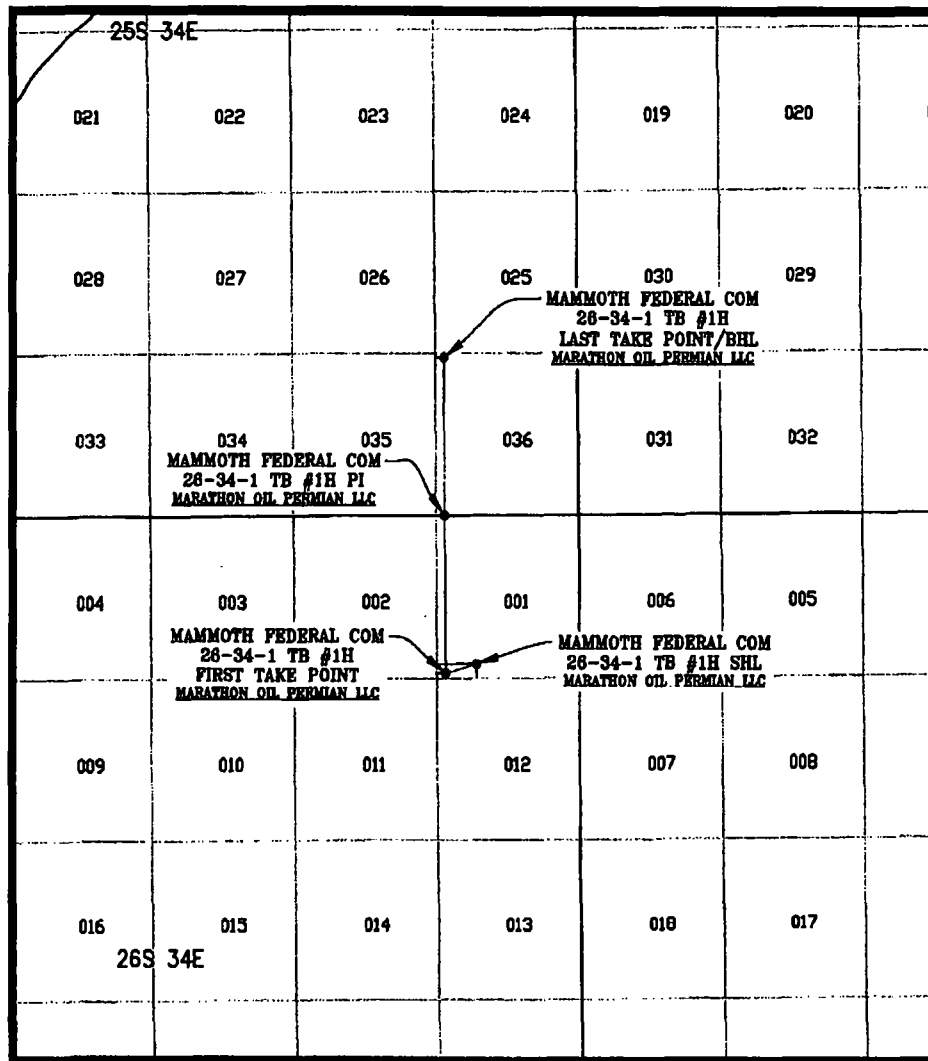 25S 34E
021 022 023 024 019 020
028 027 026 025 030 029
MAMMOTH FEDERAL COM
26-34-1 TB #1H
LAST TAKE POINT/BHL
MARATHON OIL PERMIAN LLC
033 034 035 036 031 032
MAMMOTH FEDERAL COM
26-34-1 TB #1H PI
MARATHON OIL PERMIAN LLC
004 003 002 001 006 005
MAMMOTH FEDERAL COM
26-34-1 TB #1H
FIRST TAKE POINT
MARATHON OIL PERMIAN LLC
MAMMOTH FEDERAL COM
26-34-1 TB #1H SHL
MARATHON OIL PERMIAN LLC
009 010 011 012 007 008
016 015 014 013 018 017
26S 34E